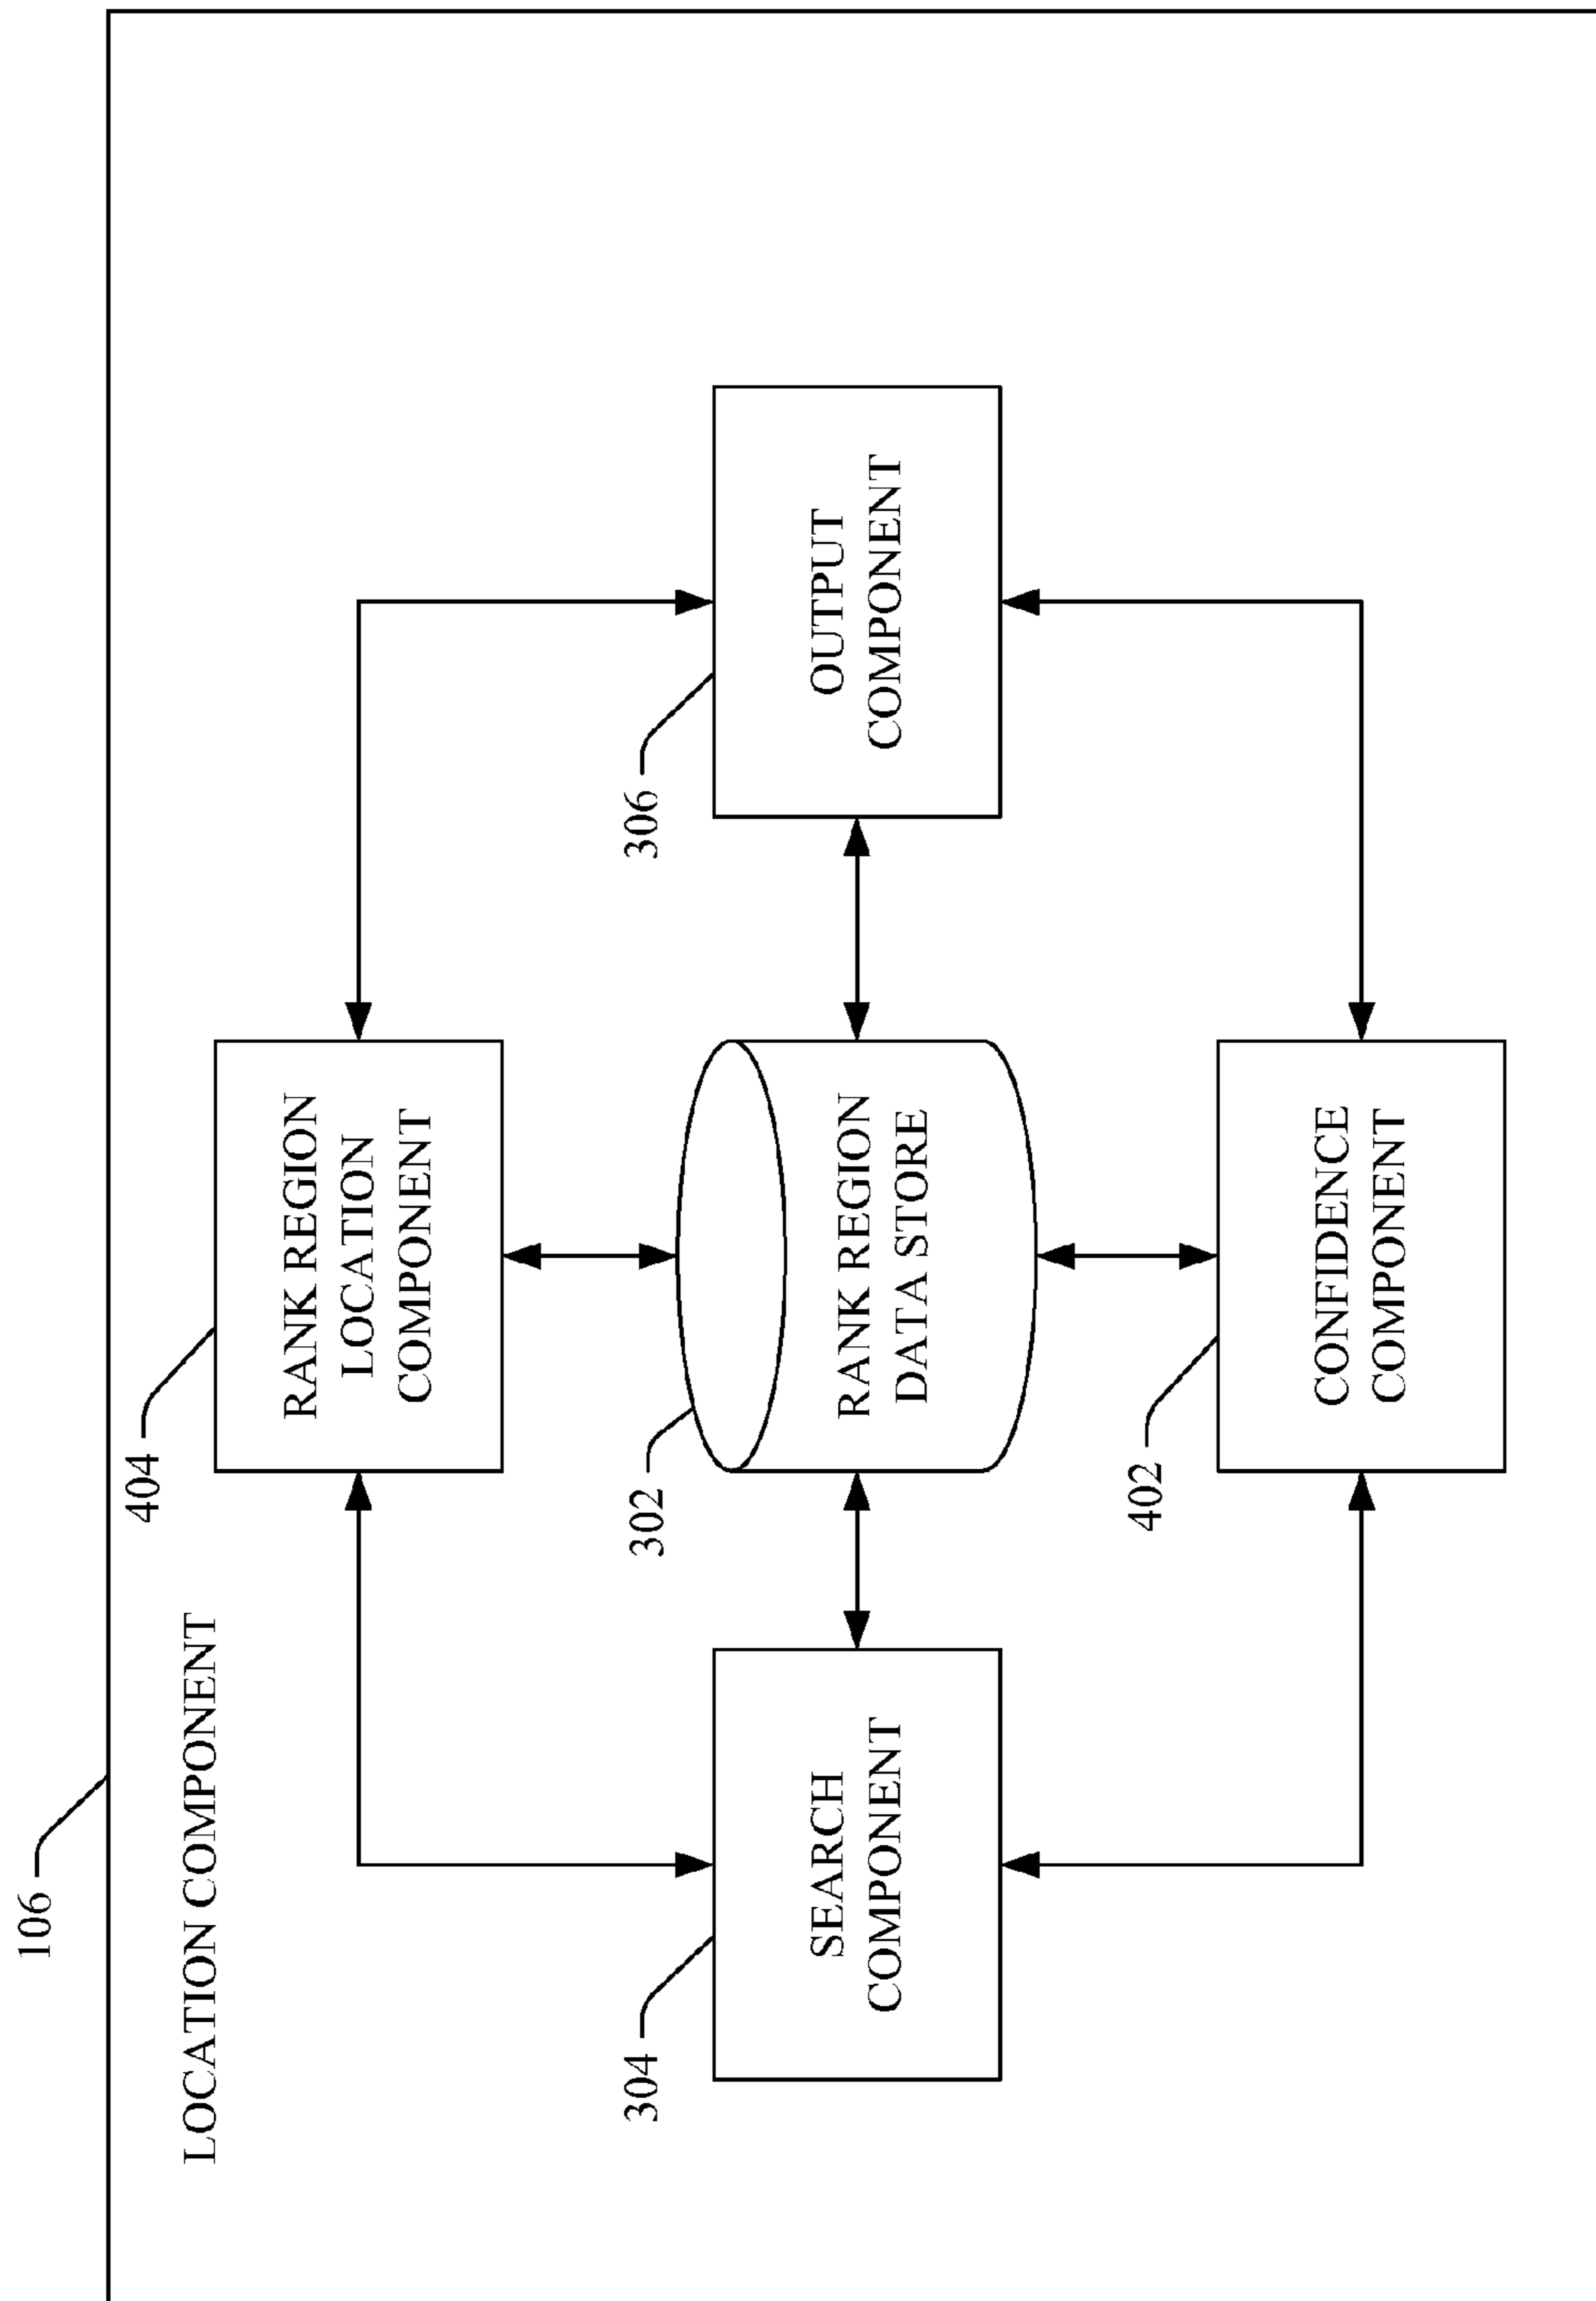 106
LOCATION COMPONENT
404
RANK REGION
LOCATION
COMPONENT
304
SEARCH
COMPONENT
302
RANK REGION
DATA STORE
306
OUTPUT
COMPONENT
402
CONFIDENCE
COMPONENT